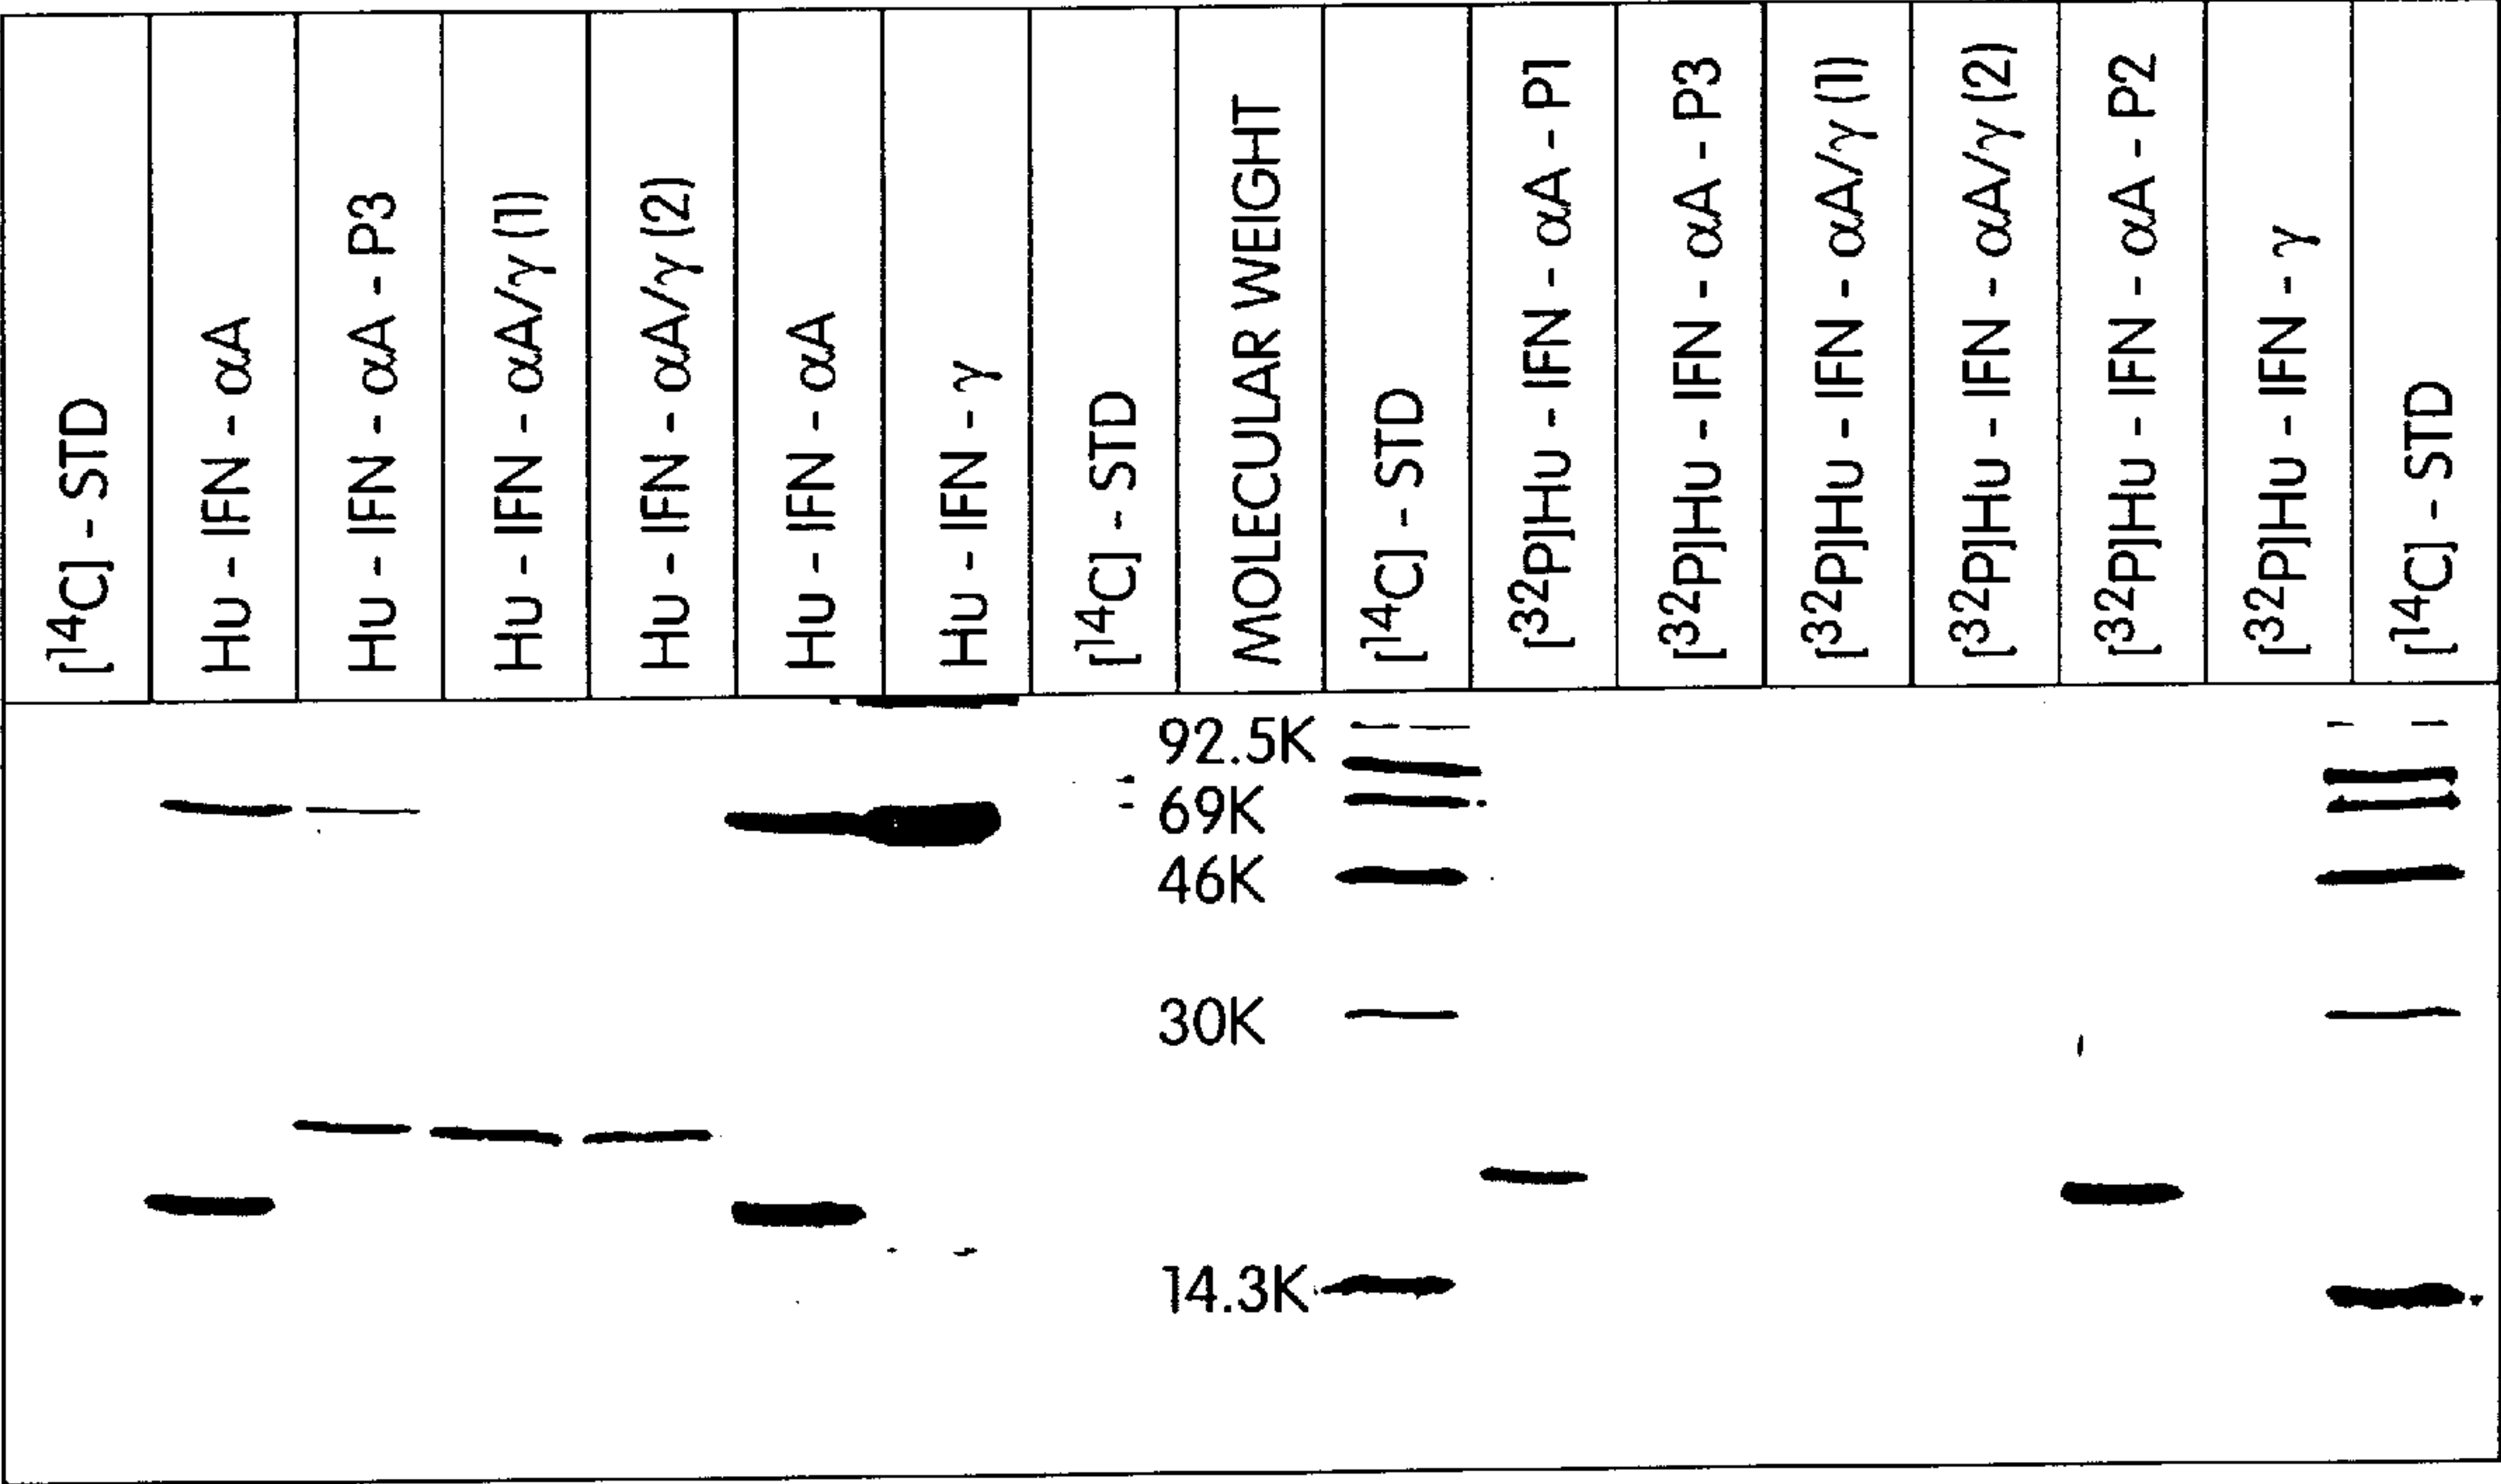 [14C] - STD
Hu - IFN - αA
Hu - IFN - αA - P3
Hu - IFN - αA/γ (1)
Hu - IFN - αA/γ (2)
Hu - IFN - αA
Hu - IFN - γ
[14C] - STD
MOLECULAR WEIGHT
[14C] - STD
[32P]Hu - IFN - αA - P1
[32P]Hu - IFN - αA - P3
[32P]Hu - IFN - αA/γ (1)
[32P]Hu - IFN - αA/γ (2)
[32P]Hu - IFN - αA - P2
[32P]Hu - IFN - γ
[14C] - STD
92.5K
69K
46K
30K
14.3K